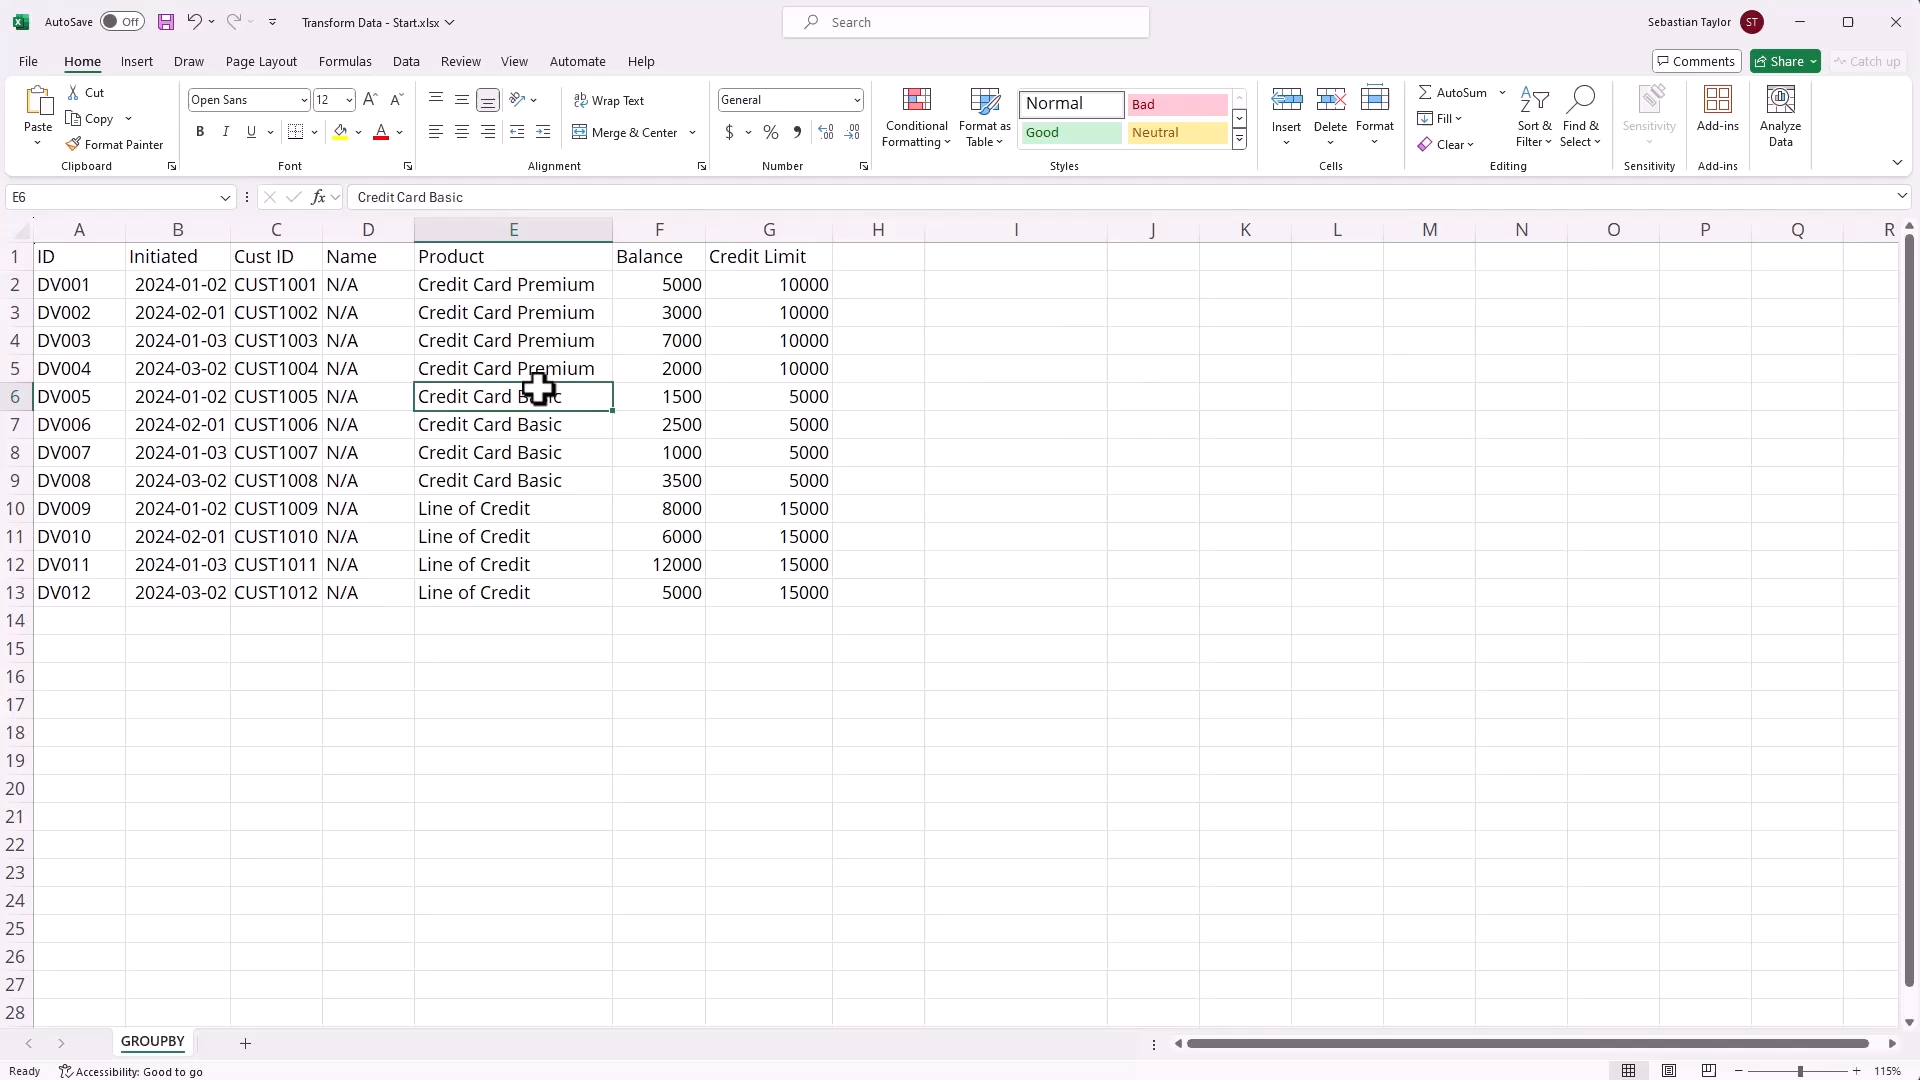 AutoSave Off Transform Data - Start.xlsx Search Sebastian Taylor ST
File Home Insert Draw Page Layout Formulas Data Review View Automate Help Comments Share Catch up
Paste Cut Copy Format Painter Clipboard
Open Sans 12 B I U A Font
Wrap Text Merge & Center Alignment
General $ % Number
Conditional Formatting Format as Table Normal Bad Good Neutral Styles
Insert Delete Format Cells
AutoSum Fill Clear Sort & Filter Find & Select Editing
Sensitivity Sensitivity
Add-ins Add-ins
Analyze Data
E6 fx Credit Card Basic
A B C D E F G H I J K L M N O P Q R
1 ID Initiated Cust ID Name Product Balance Credit Limit
2 DV001 2024-01-02 CUST1001 N/A Credit Card Premium 5000 10000
3 DV002 2024-02-01 CUST1002 N/A Credit Card Premium 3000 10000
4 DV003 2024-01-03 CUST1003 N/A Credit Card Premium 7000 10000
5 DV004 2024-03-02 CUST1004 N/A Credit Card Premium 2000 10000
6 DV005 2024-01-02 CUST1005 N/A Credit Card Basic 1500 5000
7 DV006 2024-02-01 CUST1006 N/A Credit Card Basic 2500 5000
8 DV007 2024-01-03 CUST1007 N/A Credit Card Basic 1000 5000
9 DV008 2024-03-02 CUST1008 N/A Credit Card Basic 3500 5000
10 DV009 2024-01-02 CUST1009 N/A Line of Credit 8000 15000
11 DV010 2024-02-01 CUST1010 N/A Line of Credit 6000 15000
12 DV011 2024-01-03 CUST1011 N/A Line of Credit 12000 15000
13 DV012 2024-03-02 CUST1012 N/A Line of Credit 5000 15000
14
15
16
17
18
19
20
21
22
23
24
25
26
27
28
GROUPBY
Ready Accessibility: Good to go 115%